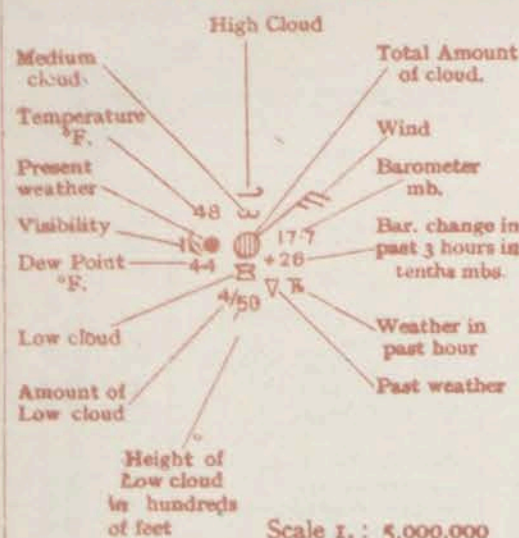 High Cloud
Medium
cloud
Total Amount
of cloud.
Temperature
°F.
Wind
Present
weather
Barometer
mb.
48
Visibility
17·7
Bar. change in
past 3 hours in
tenths mbs.
Dew Point
°F.
44
+26
4/50
Low cloud
Weather in
past hour
Amount of
Low cloud
Past weather
Height of
Low cloud
in hundreds
of feet
Scale 1. : 5,000,000